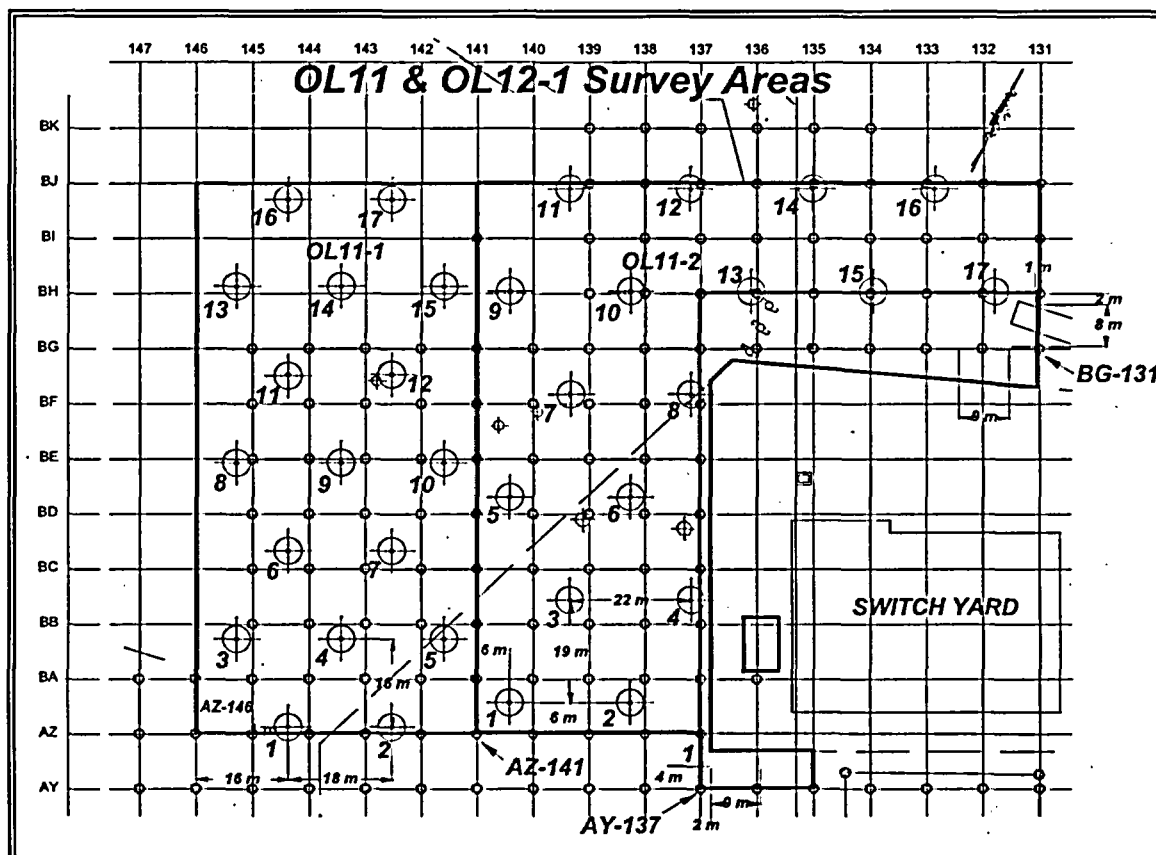 147 146 145 144 143 142 141 140 139 138 137 136 135 134 133 132 131
OL11 & OL12-1 Survey Areas
BK
BJ
16 17 11 12 14 16
BI
OL11-1 OL11-2
13 15 17 1 m
BH
13 14 15 9 10
2 m
8 m
BG
BG-131
11 12
7 8
BF
9 m
BE
8 9 10
5 6
BD
BC
6 7
SWITCH YARD
3 22 m 4
BB
3 4 5
6 m 19 m
16 m
BA
AZ-146
1 6 m 2
AZ
1 2
1
AZ-141
4 m
16 m 18 m
AY
9 m
AY-137
2 m